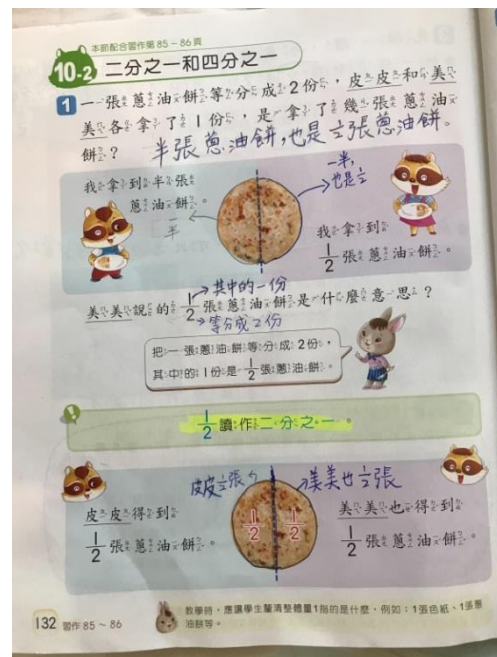 本節配合習作第85~86頁
10-2 二分之一和四分之一
1 一張蔥油餅等分成2份,皮皮和美
美各拿了1份,是拿了幾張蔥油
餅?
半張蔥油餅,也是1/2張蔥油餅。
我拿到半張
蔥油餅。
一半
一半,
也是1/2
我拿到
1/2張蔥油餅。
其中的一份
美美說的1/2張蔥油餅是什麼意思?
等分成2份
把一張蔥油餅等分成2份,
其中的1份是1/2張蔥油餅。
1/2讀作二分之一。
皮皮1/2張
美美也1/2張
皮皮得到
1/2張蔥油餅。
1/2 1/2
美美也得到
1/2張蔥油餅。
132 習作85~86
教學時,應讓學生釐清整體量1指的是什麼,例如:1張色紙、1張蔥
油餅等。